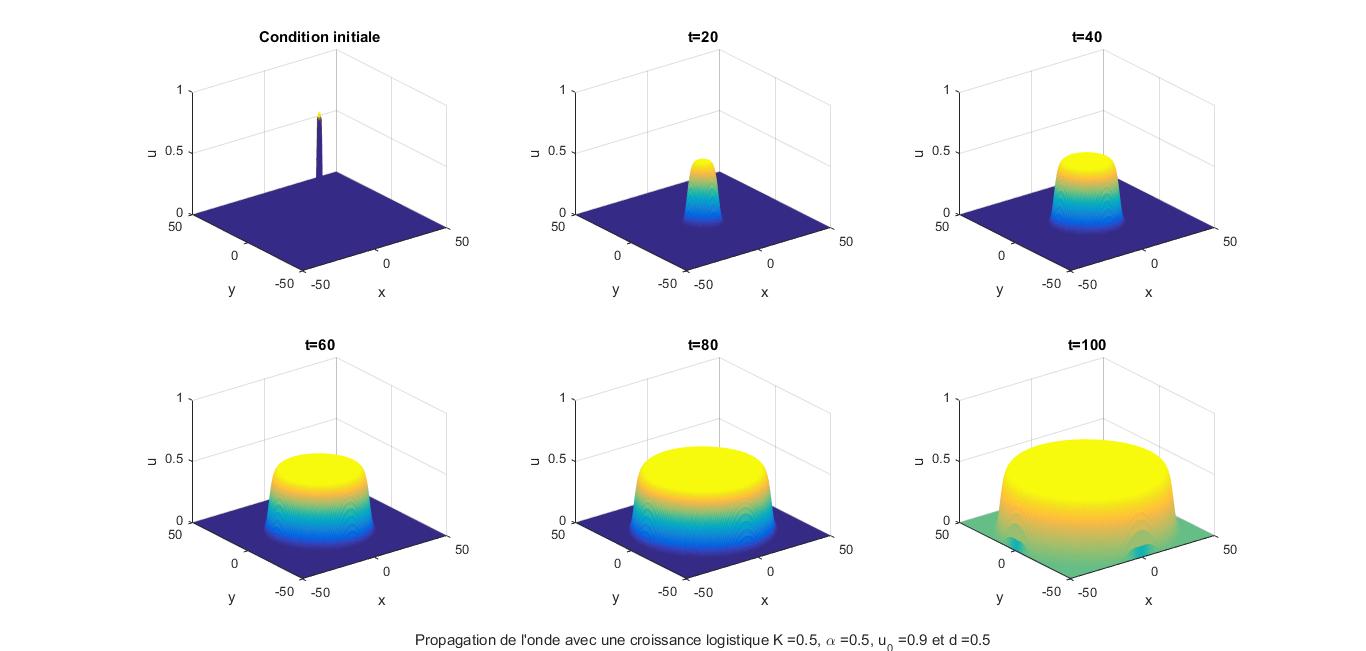 Condition initiale
t=20
t=40
1
0.5
0
u
50
0
-50
y
-50
0
50
x
1
0.5
0
u
50
0
-50
y
-50
0
50
x
1
0.5
0
u
50
0
-50
y
-50
0
50
x
t=60
t=80
t=100
1
0.5
0
u
50
0
-50
y
-50
0
50
x
1
0.5
0
u
50
0
-50
y
-50
0
50
x
1
0.5
0
u
50
0
-50
y
-50
0
50
x
Propagation de l'onde avec une croissance logistique K =0.5, α =0.5, u₀ =0.9 et d =0.5